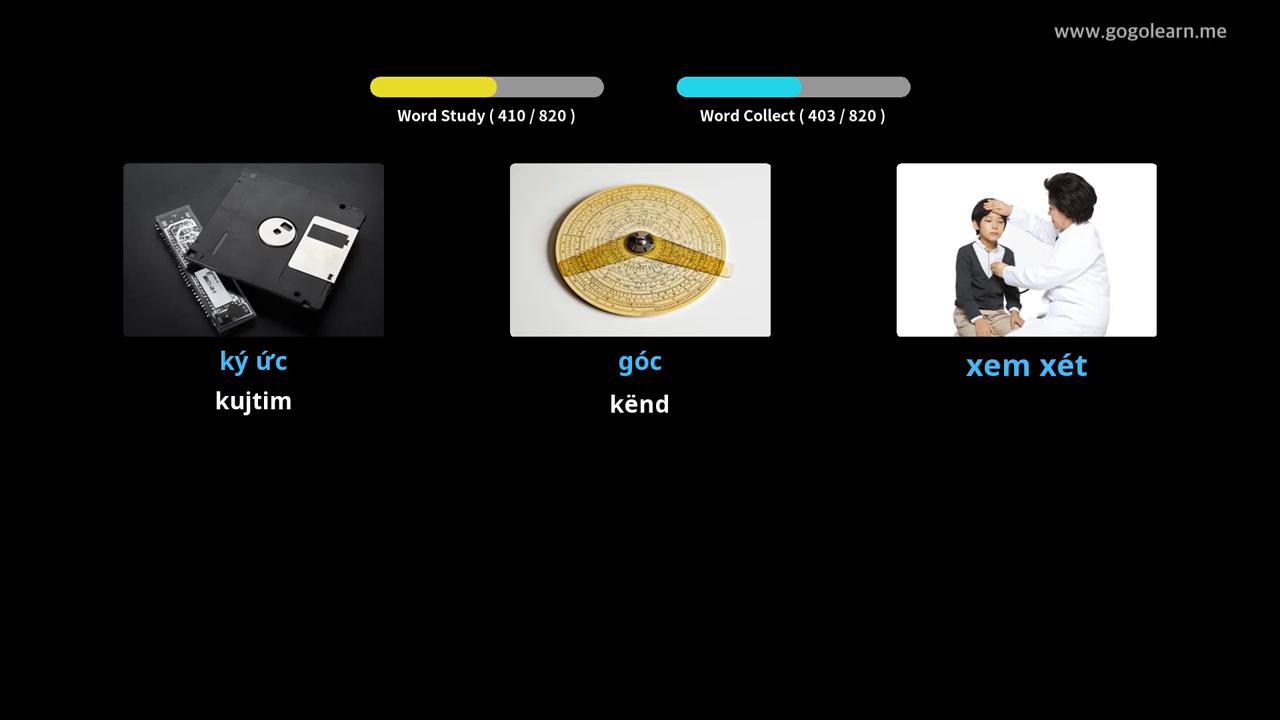 www.gogolearn.me
Word Study ( 410 / 820 )
Word Collect ( 403 / 820 )
ký ức
kujtim
góc
kënd
xem xét